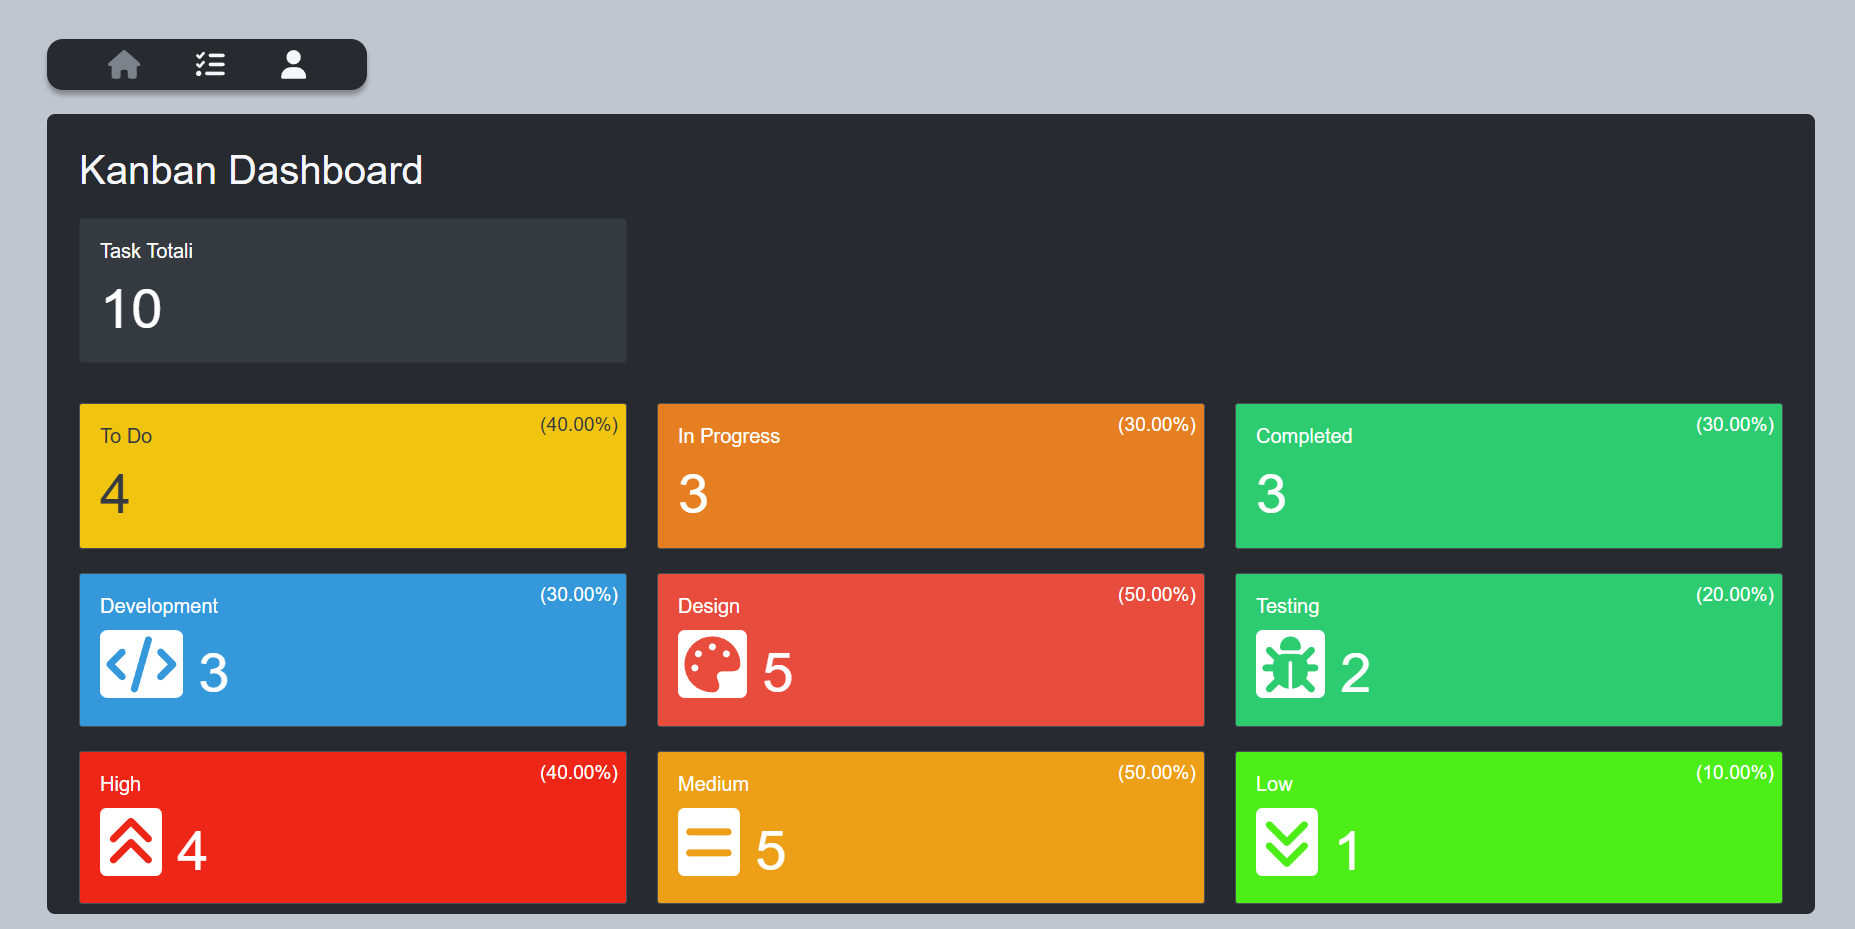 Kanban Dashboard
Task Totali
10
To Do
(40.00%)
4
In Progress
(30.00%)
3
Completed
(30.00%)
3
Development
(30.00%)
3
Design
(50.00%)
5
Testing
(20.00%)
2
High
(40.00%)
4
Medium
(50.00%)
5
Low
(10.00%)
1